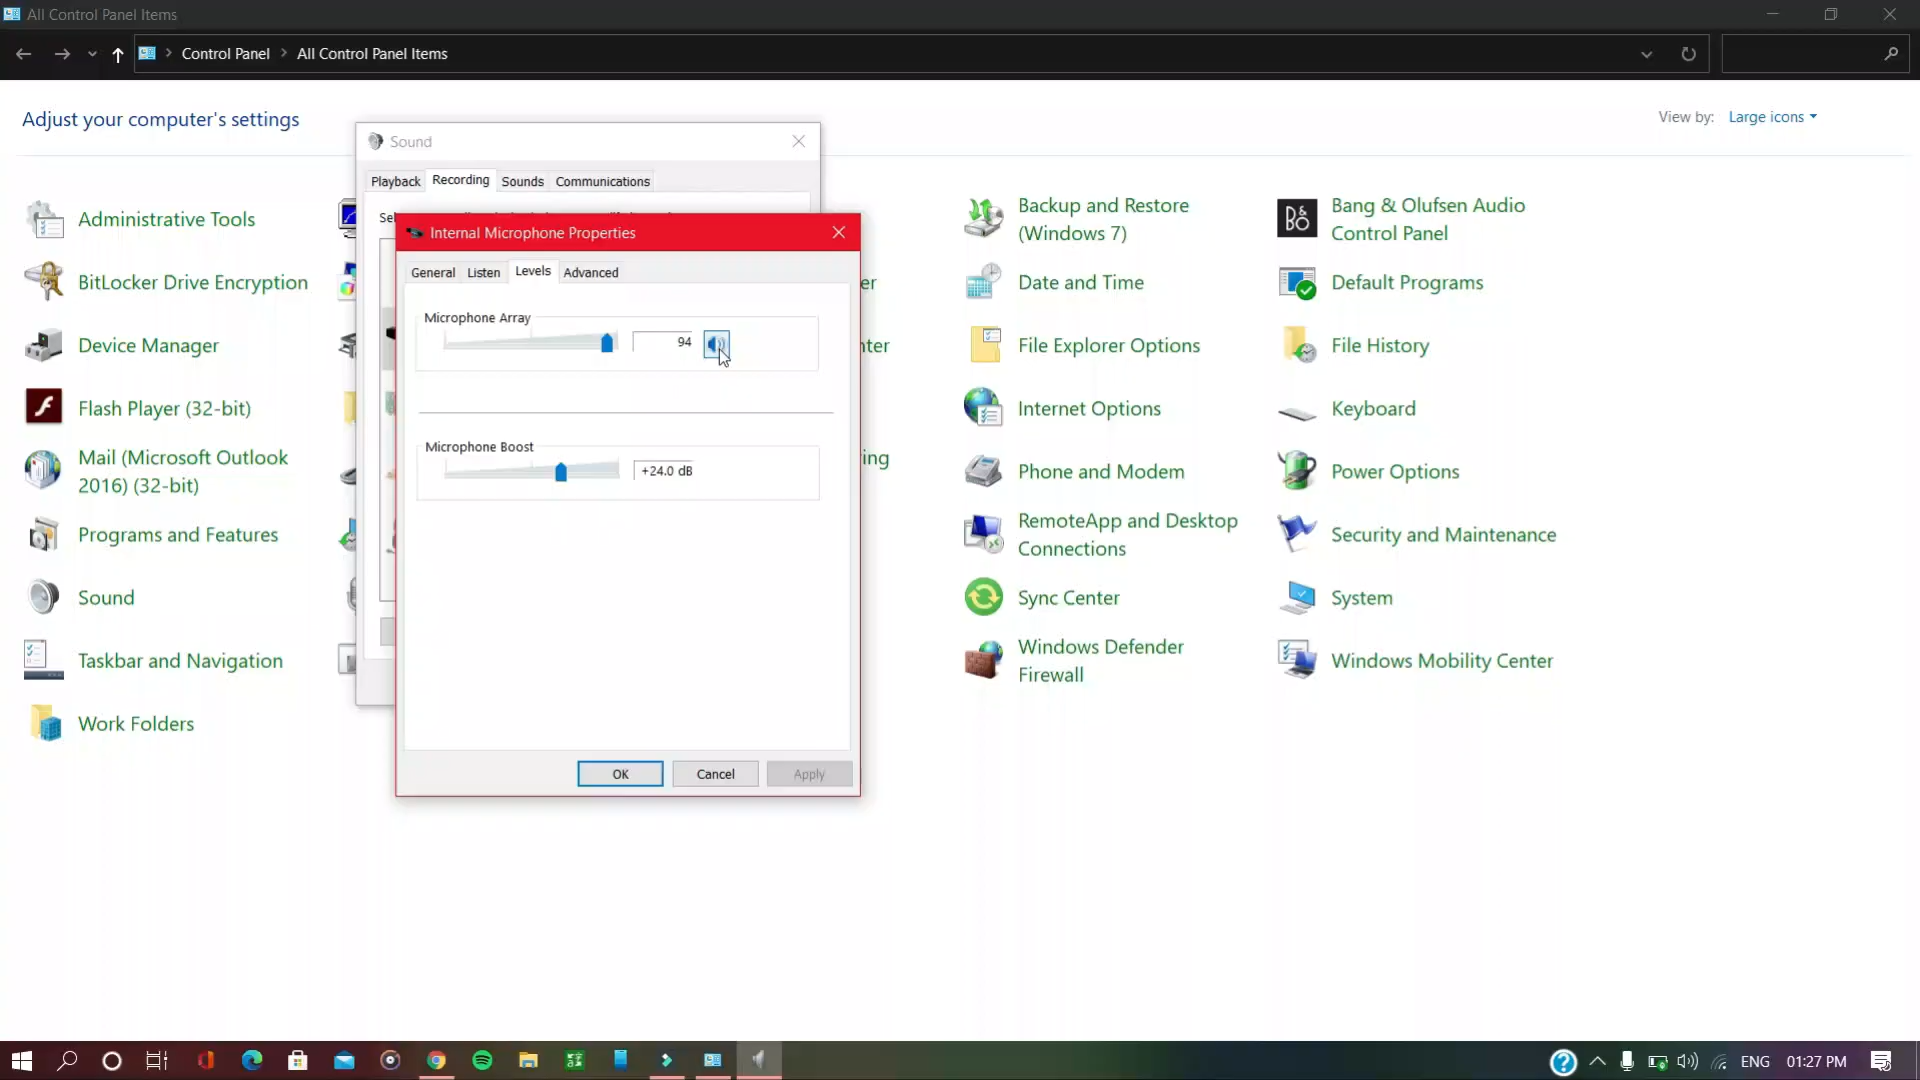 All Control Panel Items
Control Panel
All Control Panel Items
Adjust your computer's settings
View by:
Large icons
Administrative Tools
BitLocker Drive Encryption
Device Manager
Flash Player (32-bit)
Mail (Microsoft Outlook
2016) (32-bit)
Programs and Features
Sound
Taskbar and Navigation
Work Folders
Sound
Playback
Recording
Sounds
Communications
Internal Microphone Properties
General
Listen
Levels
Advanced
Microphone Array
94
Microphone Boost
+24.0 dB
OK
Cancel
Apply
Backup and Restore
(Windows 7)
Date and Time
File Explorer Options
Internet Options
Phone and Modem
RemoteApp and Desktop
Connections
Sync Center
Windows Defender
Firewall
B&O
Bang & Olufsen Audio
Control Panel
Default Programs
File History
Keyboard
Power Options
Security and Maintenance
System
Windows Mobility Center
ENG
01:27 PM